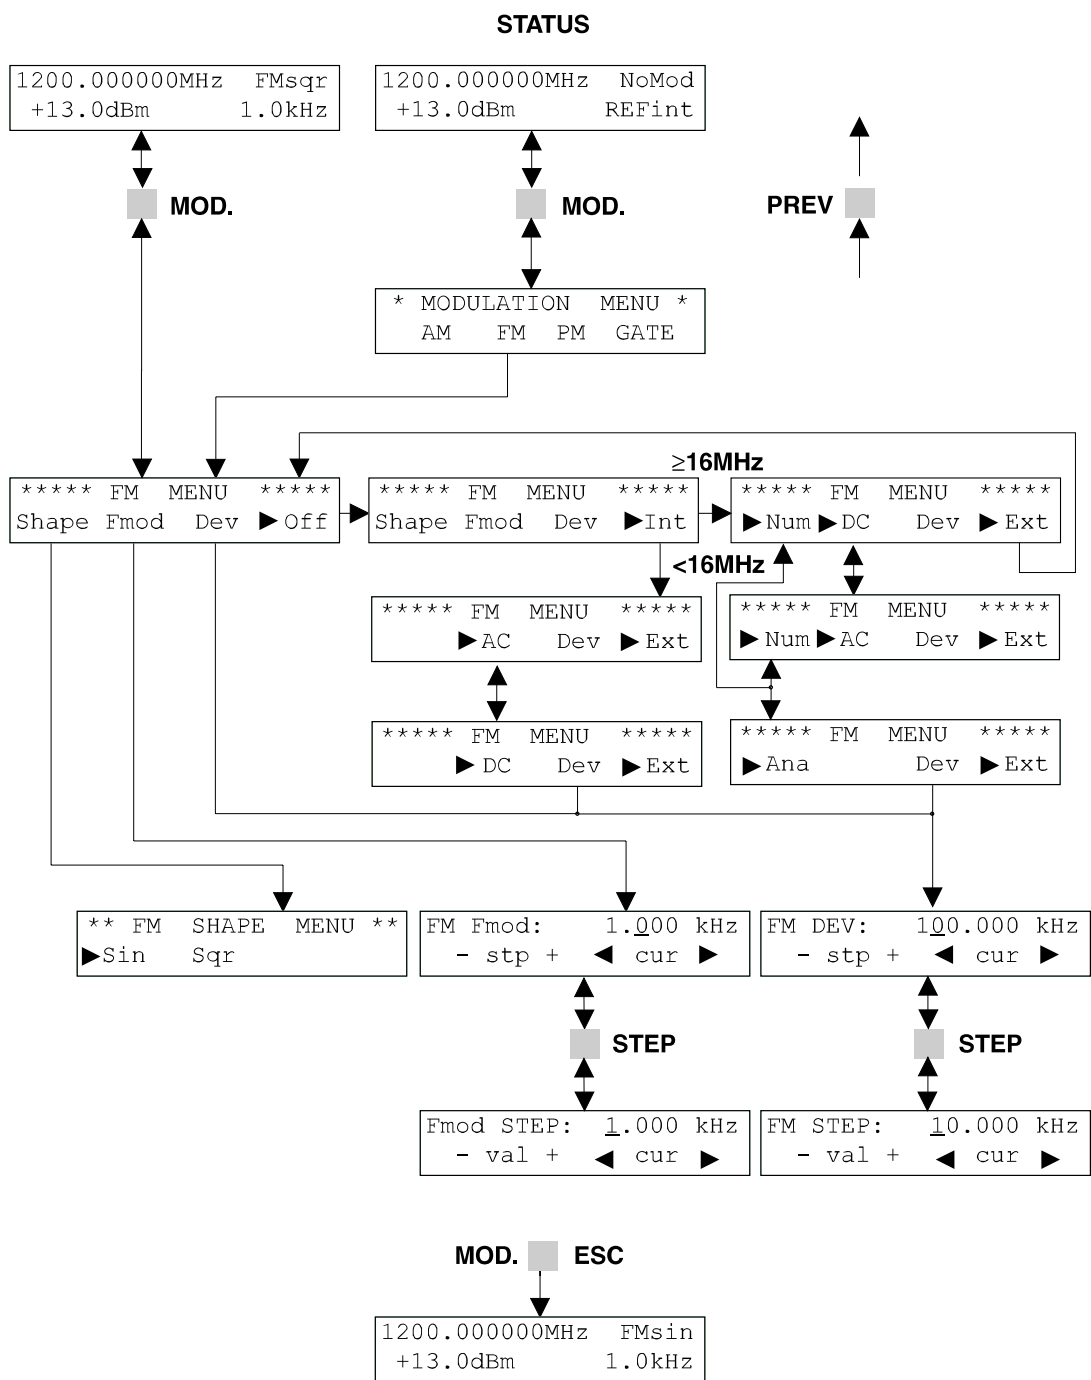 STATUS
1200.000000MHz FMsqr
+13.0dBm 1.0kHz
1200.000000MHz NoMod
+13.0dBm REFint
MOD.
MOD.
PREV
* MODULATION MENU *
AM FM PM GATE
≥16MHz
***** FM MENU *****
Shape Fmod Dev ▶Off
***** FM MENU *****
Shape Fmod Dev ▶Int
***** FM MENU *****
▶Num ▶DC Dev ▶Ext
<16MHz
***** FM MENU *****
▶AC Dev ▶Ext
***** FM MENU *****
▶Num ▶AC Dev ▶Ext
***** FM MENU *****
▶DC Dev ▶Ext
***** FM MENU *****
▶Ana Dev ▶Ext
** FM SHAPE MENU **
▶Sin Sqr
FM Fmod: 1.000 kHz
- stp + ◀ cur ▶
FM DEV: 100.000 kHz
- stp + ◀ cur ▶
STEP
STEP
Fmod STEP: 1.000 kHz
- val + ◀ cur ▶
FM STEP: 10.000 kHz
- val + ◀ cur ▶
MOD. ESC
1200.000000MHz FMsin
+13.0dBm 1.0kHz